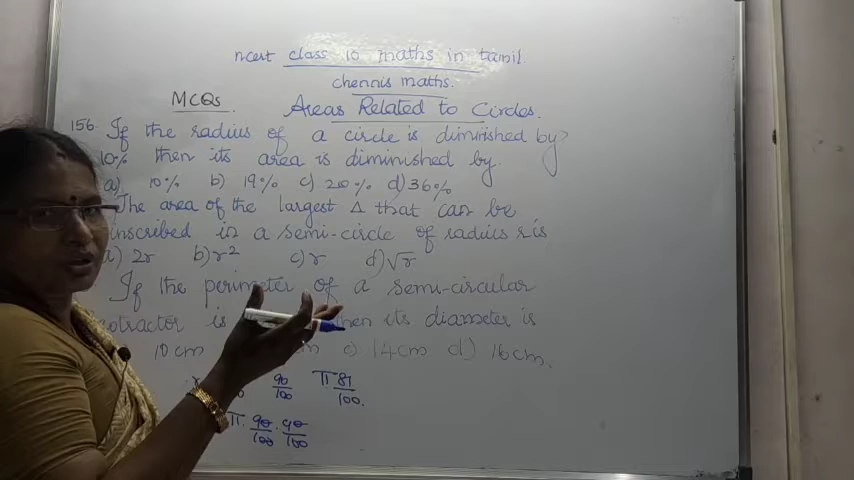 ncert class 10 maths in tamil
chennis maths.
MCQs.
Areas Related to Circles.
156. If the radius of a circle is diminished by
10% then its area is diminished by.
a) 10% b) 19% c) 20% d) 36%
The area of the largest Δ that can be
inscribed in a semi-circle of radius r is
a) 2r b) r² c) r d) √r
If the perimeter of a semi-circular
is its diameter is
10cm c) 14cm d) 16cm.
90/100 π 81/100.
π. 90/100 . 90/100